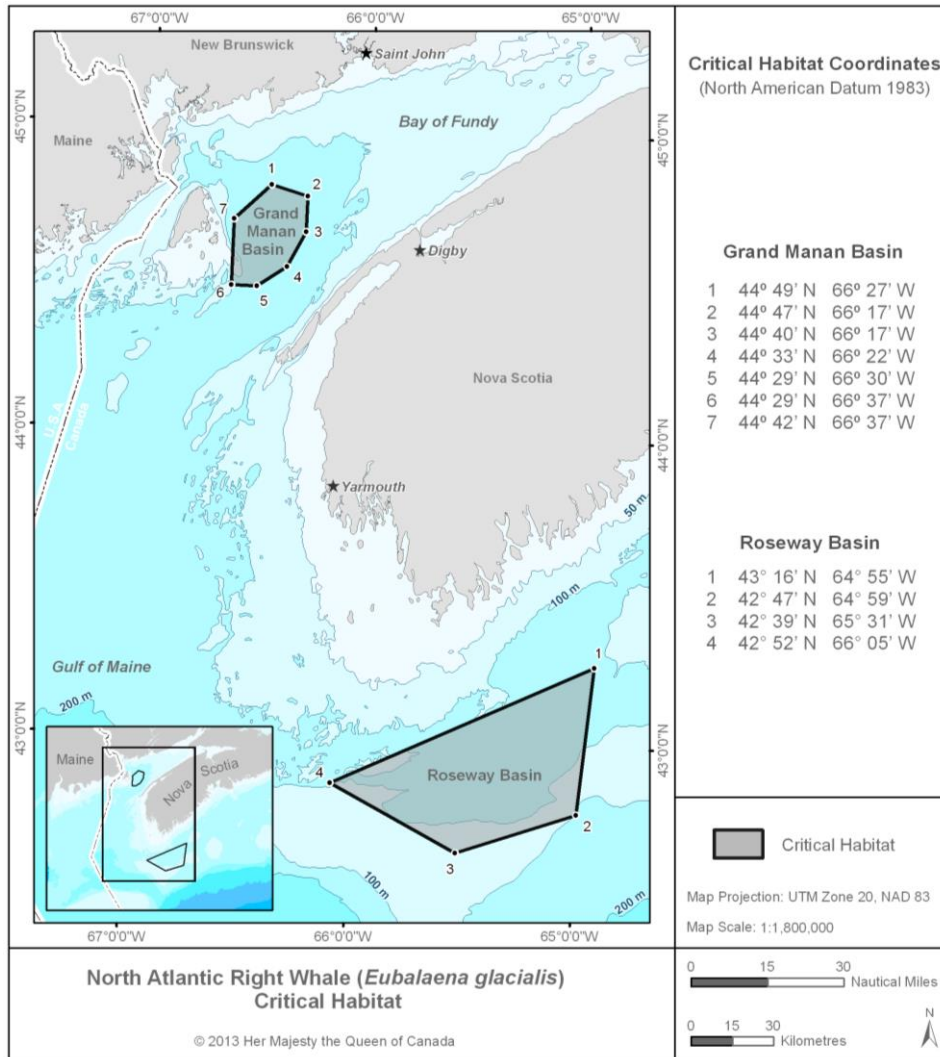 67°0'0"W
66°0'0"W
65°0'0"W
New Brunswick
Saint John
Bay of Fundy
45°0'0"N
45°0'0"N
Maine
1
2
3
4
5
6
7
Grand
Manan
Basin
Digby
Nova Scotia
U.S.A
Canada
44°0'0"N
44°0'0"N
Yarmouth
50 m
100 m
Gulf of Maine
200 m
43°0'0"N
43°0'0"N
1
2
3
4
Roseway Basin
100 m
200 m
Maine
Nova Scotia
67°0'0"W
66°0'0"W
65°0'0"W
Critical Habitat Coordinates
(North American Datum 1983)
Grand Manan Basin
1 44º 49' N 66º 27' W
2 44º 47' N 66º 17' W
3 44º 40' N 66º 17' W
4 44º 33' N 66º 22' W
5 44º 29' N 66º 30' W
6 44º 29' N 66º 37' W
7 44º 42' N 66º 37' W
Roseway Basin
1 43° 16' N 64° 55' W
2 42° 47' N 64° 59' W
3 42° 39' N 65° 31' W
4 42° 52' N 66° 05' W
Critical Habitat
Map Projection: UTM Zone 20, NAD 83
Map Scale: 1:1,800,000
0 15 30
Nautical Miles
0 15 30
Kilometres
N
North Atlantic Right Whale (Eubalaena glacialis)
Critical Habitat
© 2013 Her Majesty the Queen of Canada